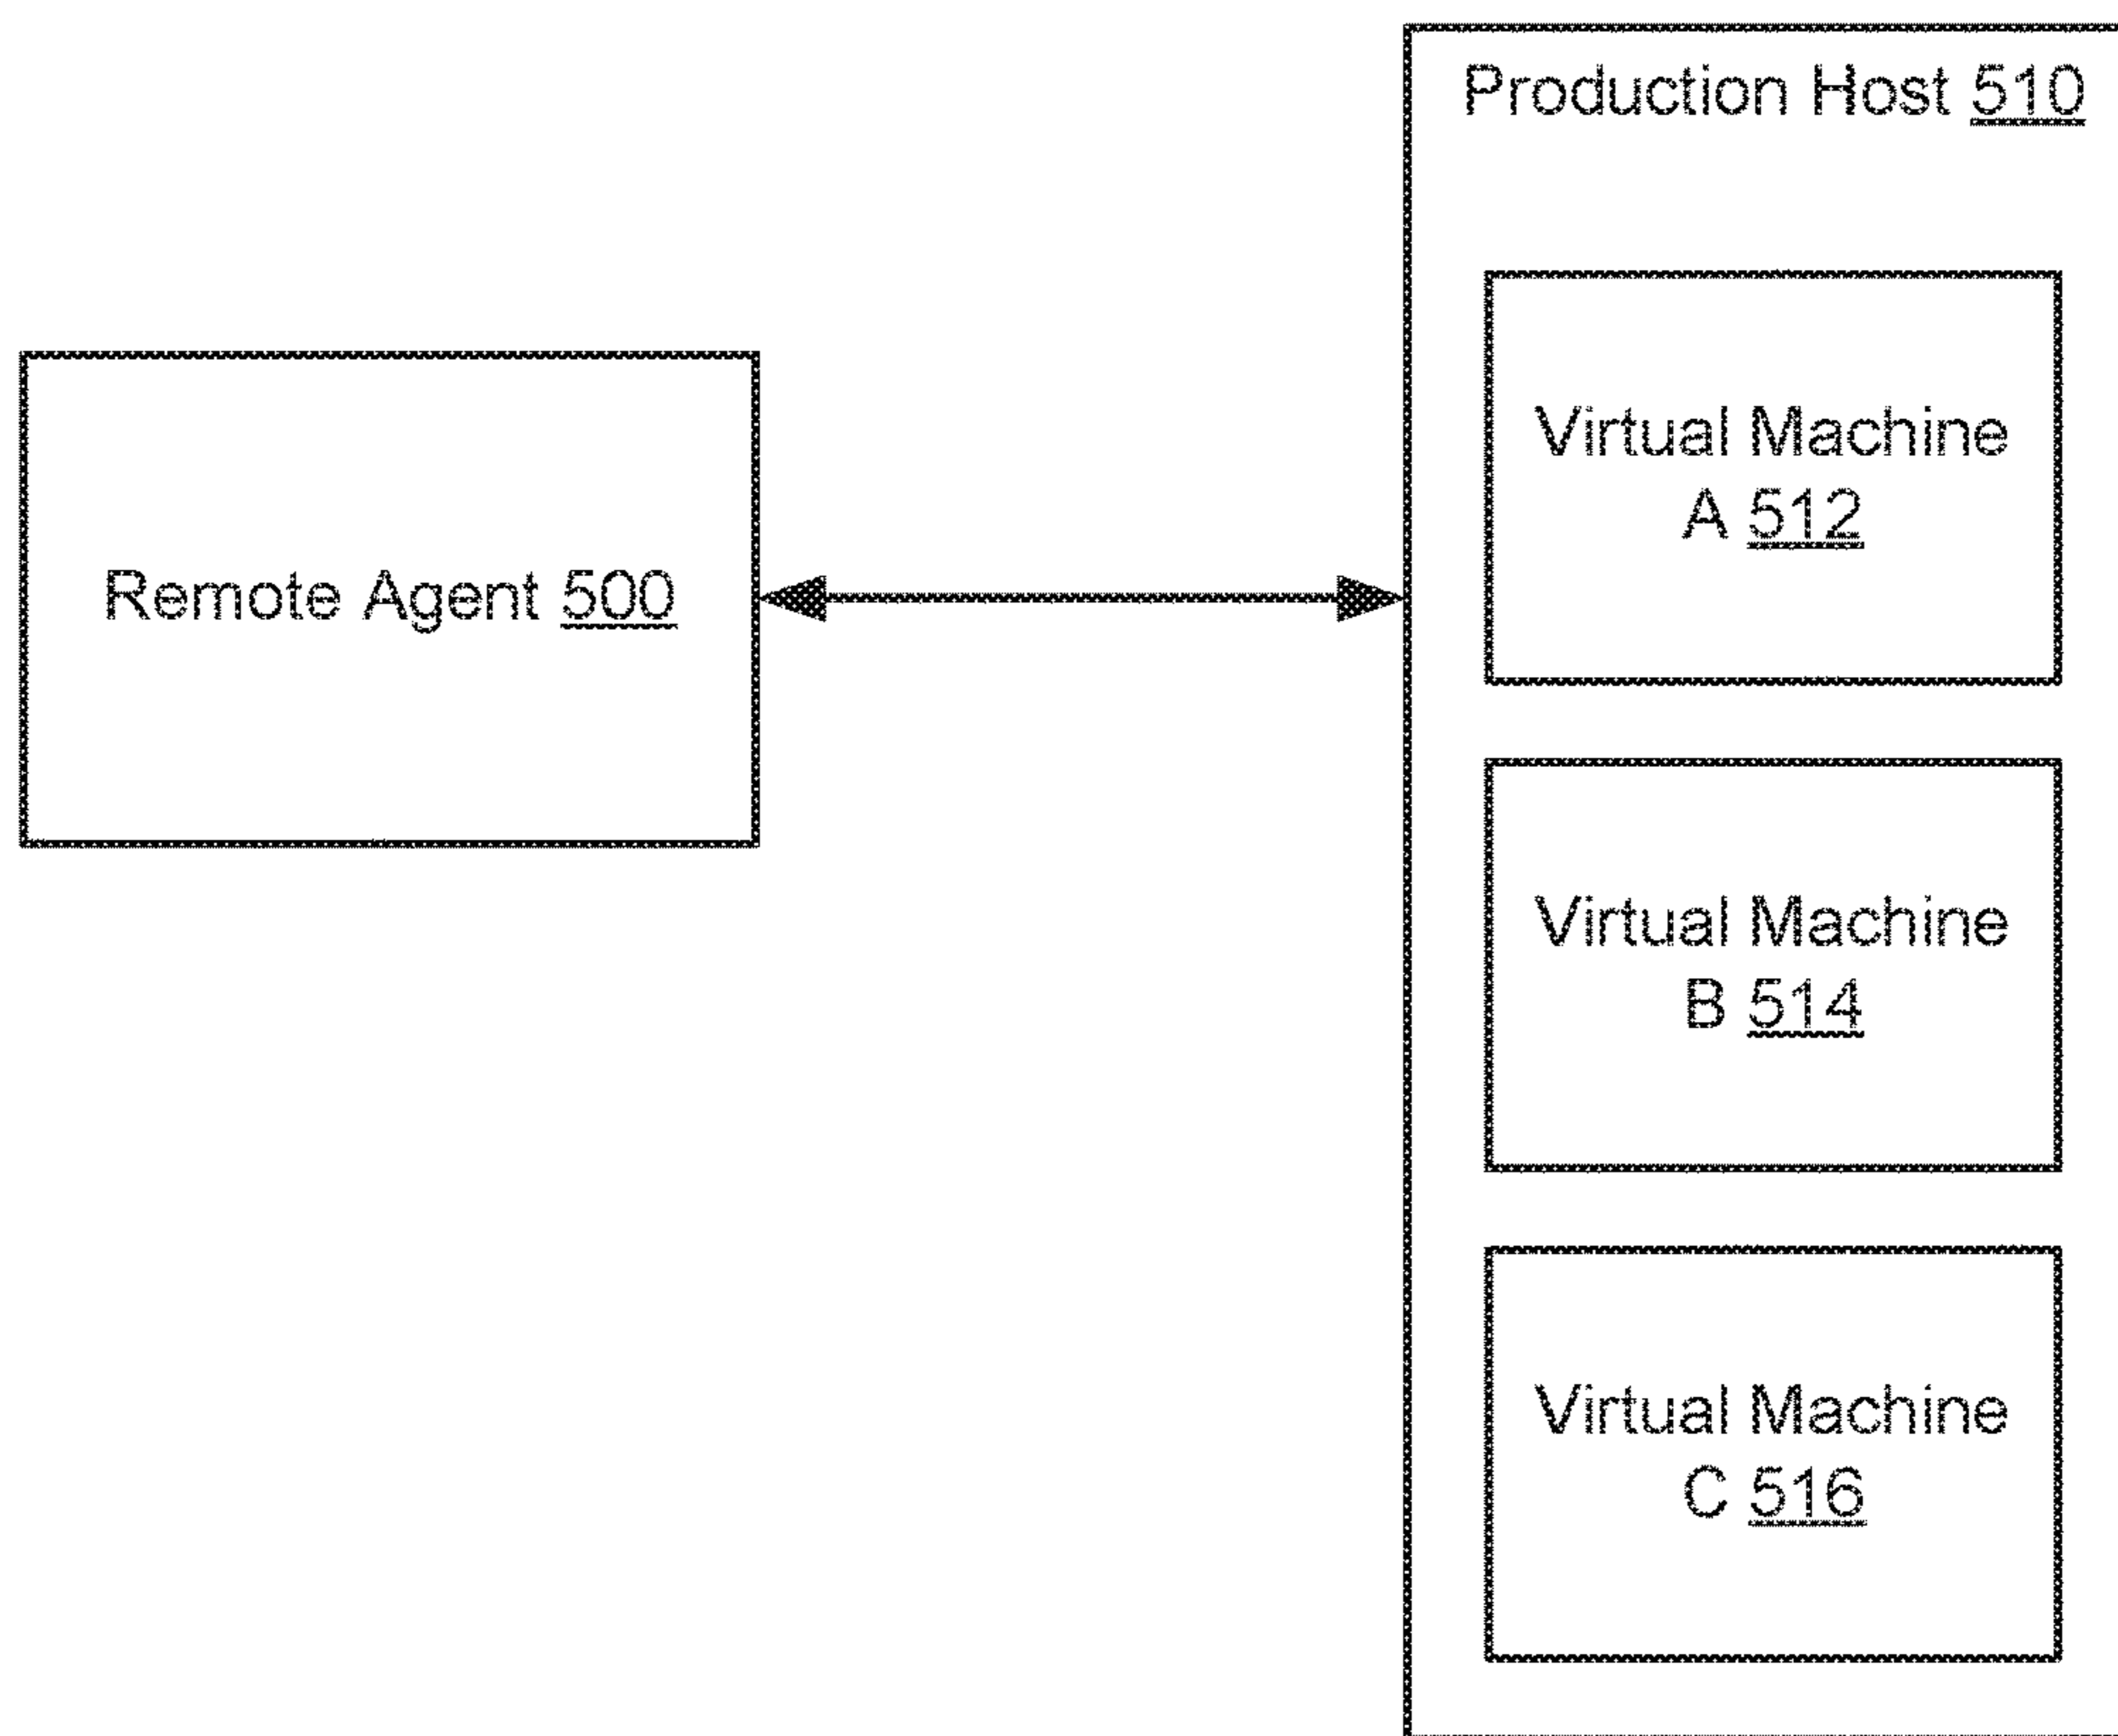 Production Host 510
Virtual Machine
A 512
Remote Agent 500
Virtual Machine
B 514
Virtual Machine
C 516